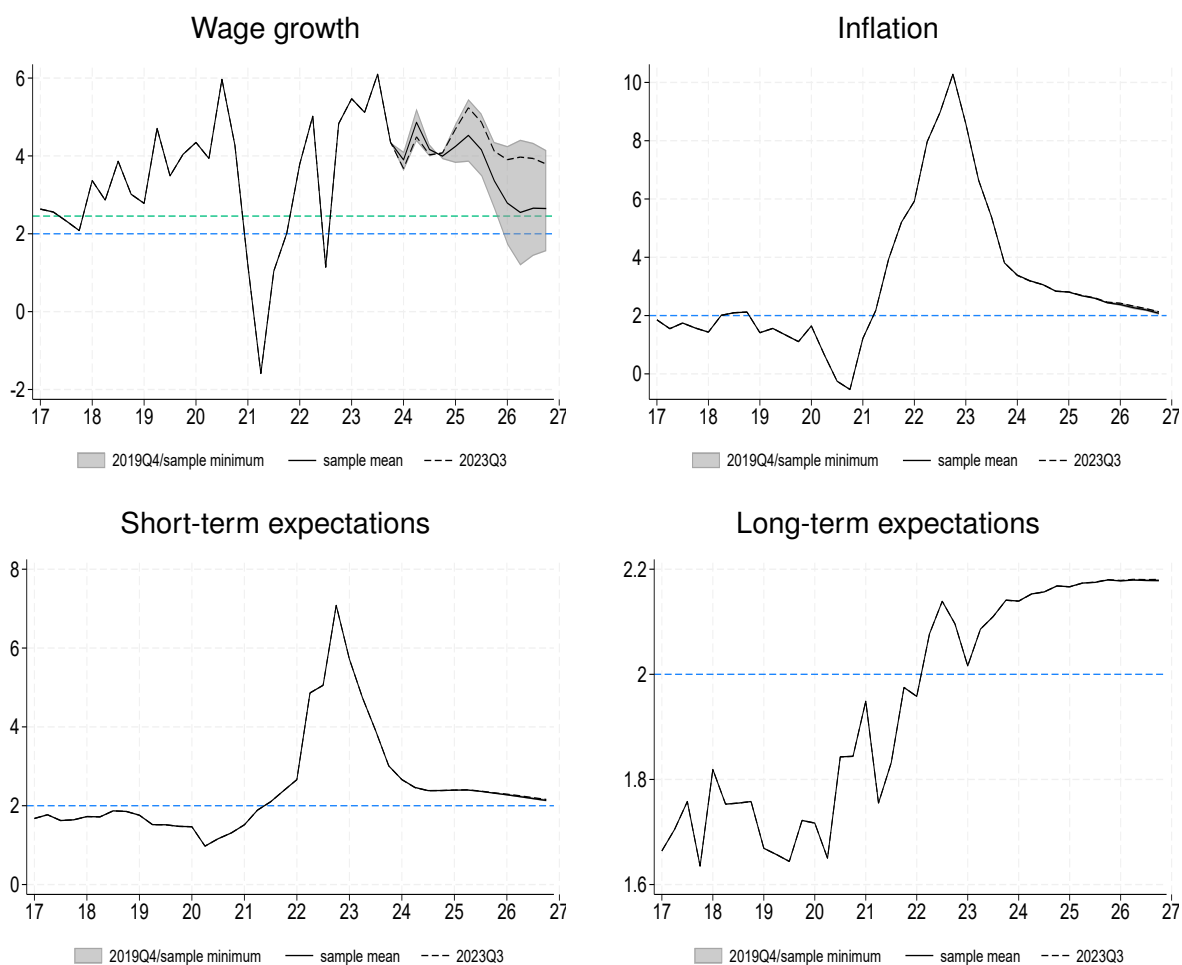 Wage growth
6
4
2
0
-2
17 18 19 20 21 22 23 24 25 26 27
2019Q4/sample minimum sample mean 2023Q3
Inflation
10
8
6
4
2
0
17 18 19 20 21 22 23 24 25 26 27
2019Q4/sample minimum sample mean 2023Q3
Short-term expectations
8
6
4
2
0
17 18 19 20 21 22 23 24 25 26 27
2019Q4/sample minimum sample mean 2023Q3
Long-term expectations
2.2
2
1.8
1.6
17 18 19 20 21 22 23 24 25 26 27
2019Q4/sample minimum sample mean 2023Q3